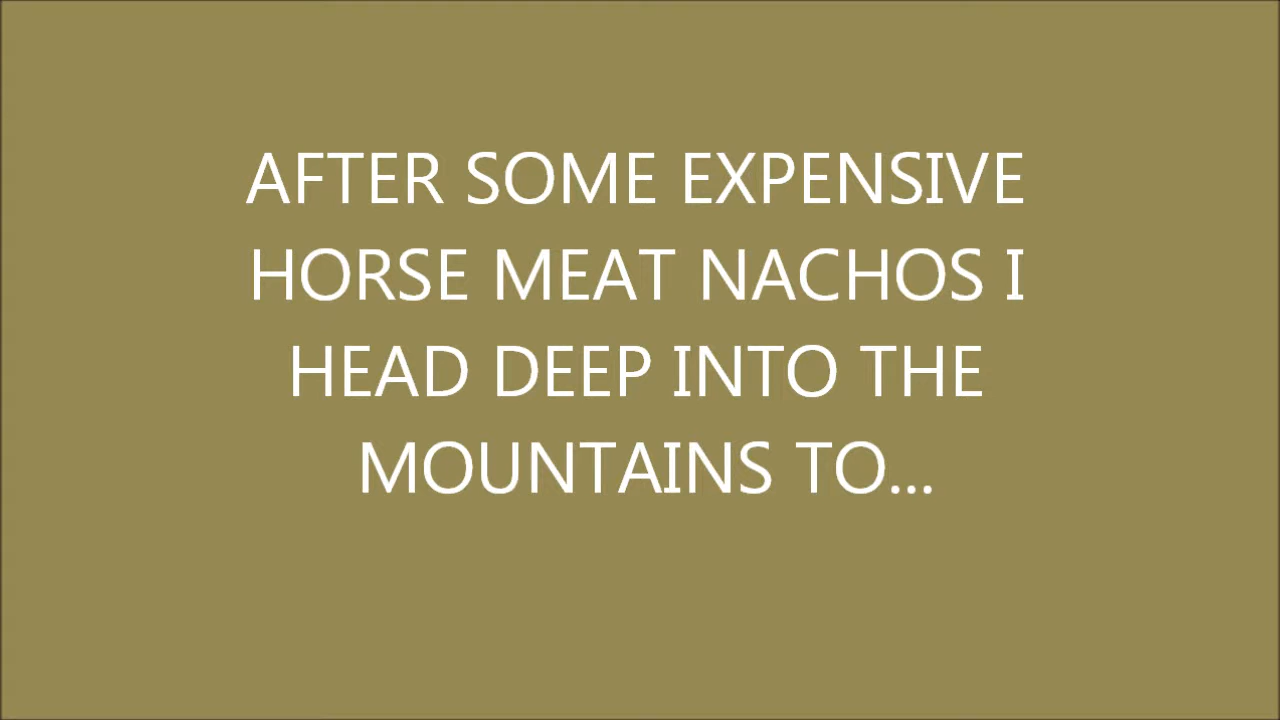 AFTER SOME EXPENSIVE
HORSE MEAT NACHOS I
HEAD DEEP INTO THE
MOUNTAINS TO...